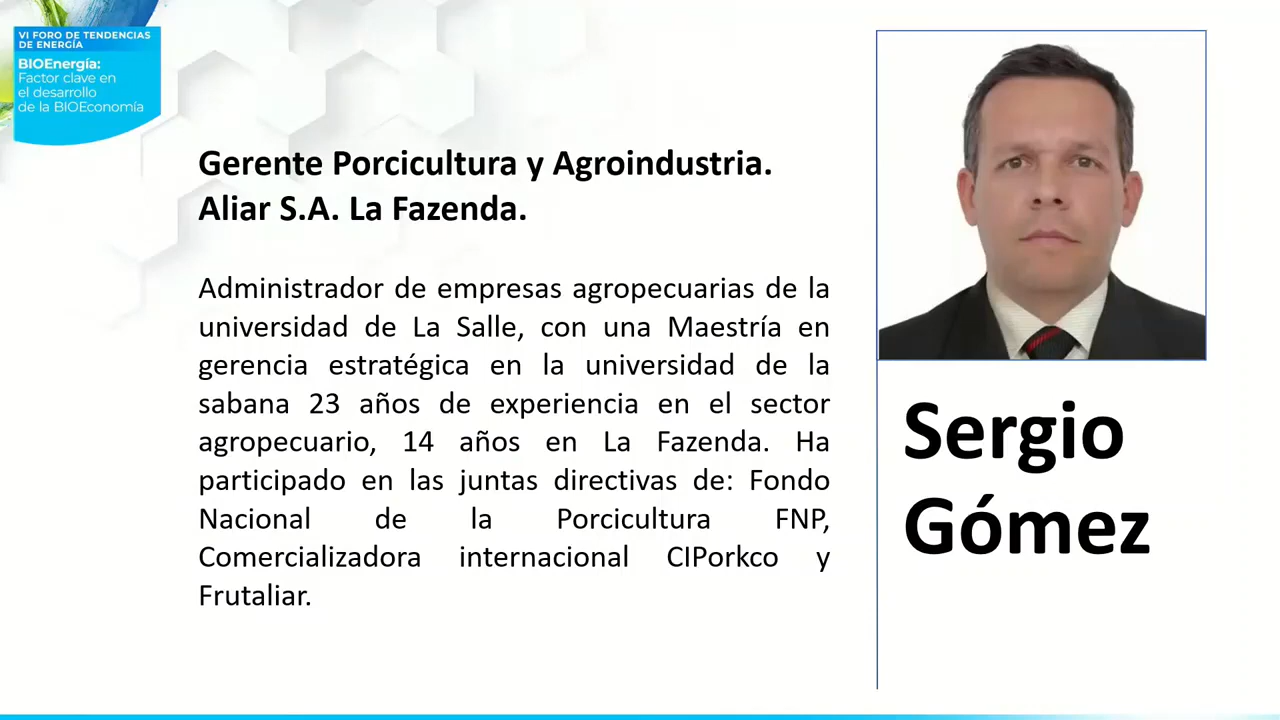 VI FORO DE TENDENCIAS
DE ENERGÍA
BIOEnergía:
Factor clave en
el desarrollo
de la BIOEconomía
Gerente Porcicultura y Agroindustria.
Aliar S.A. La Fazenda.
Administrador de empresas agropecuarias de la
universidad de La Salle, con una Maestría en
gerencia estratégica en la universidad de la
sabana 23 años de experiencia en el sector
agropecuario, 14 años en La Fazenda. Ha
participado en las juntas directivas de: Fondo
Nacional de la Porcicultura FNP,
Comercializadora internacional CIPorkco y
Frutaliar.
Sergio
Gómez